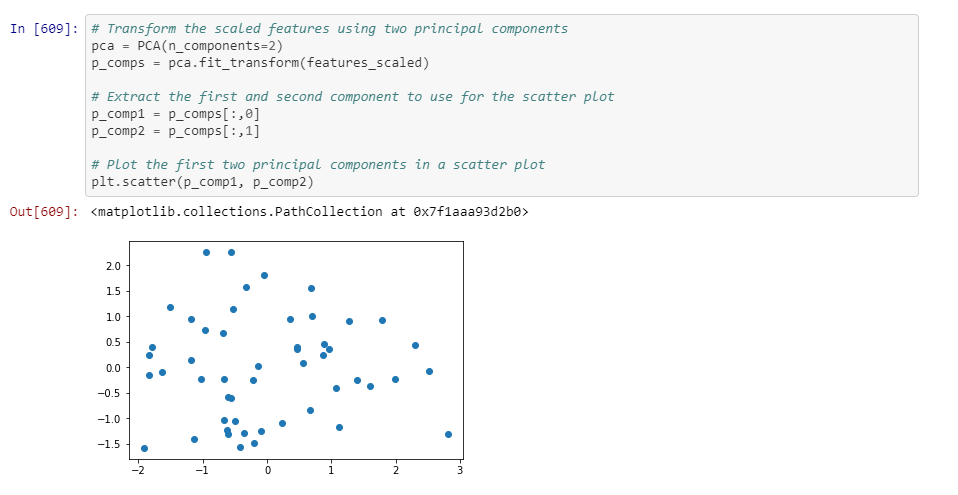 In [609]: # Transform the scaled features using two principal components
pca = PCA(n_components=2)
p_comps = pca.fit_transform(features_scaled)
# Extract the first and second component to use for the scatter plot
p_comp1 = p_comps[:,0]
p_comp2 = p_comps[:,1]
# Plot the first two principal components in a scatter plot
plt.scatter(p_comp1, p_comp2)
Out[609]: <matplotlib.collections.PathCollection at 0x7f1aaa93d2b0>
2.0
1.5
1.0
0.5
0.0
−0.5
−1.0
−1.5
−2 −1 0 1 2 3